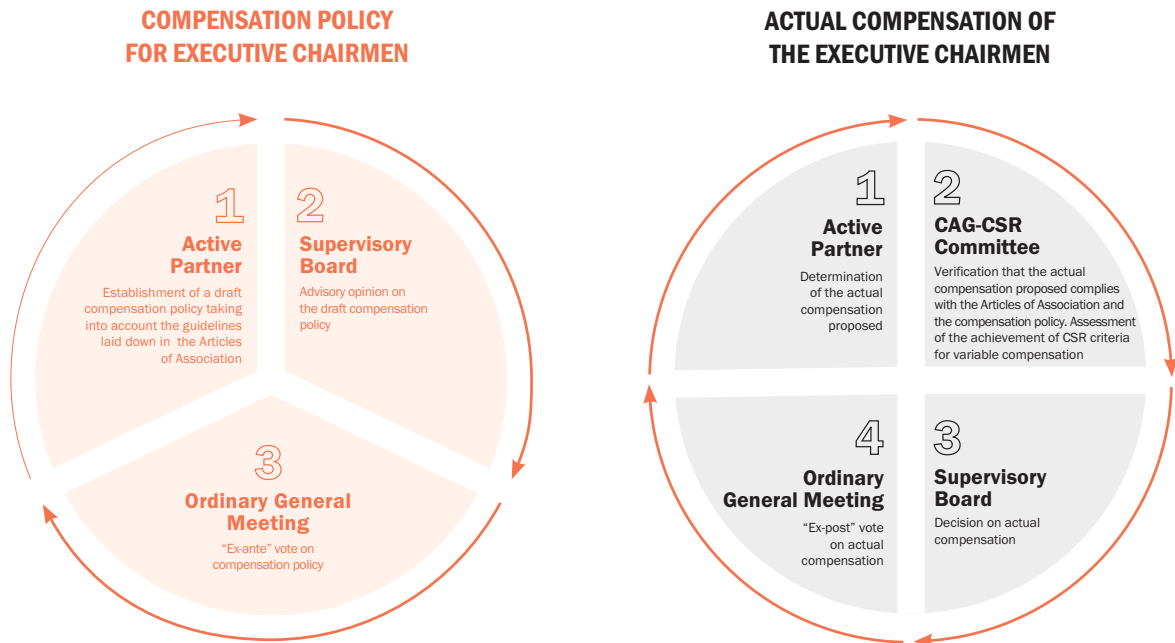 COMPENSATION POLICY
FOR EXECUTIVE CHAIRMEN
1
Active
Partner
Establishment of a draft
compensation policy taking
into account the guidelines
laid down in the Articles
of Association
2
Supervisory
Board
Advisory opinion on
the draft compensation
policy
3
Ordinary General
Meeting
“Ex-ante” vote on
compensation policy
ACTUAL COMPENSATION OF
THE EXECUTIVE CHAIRMEN
1
Active
Partner
Determination
of the actual
compensation
proposed
2
CAG-CSR
Committee
Verification that the actual
compensation proposed complies
with the Articles of Association and
the compensation policy. Assessment
of the achievement of CSR criteria
for variable compensation
3
Supervisory
Board
Decision on actual
compensation
4
Ordinary
General Meeting
“Ex-post” vote
on actual
compensation